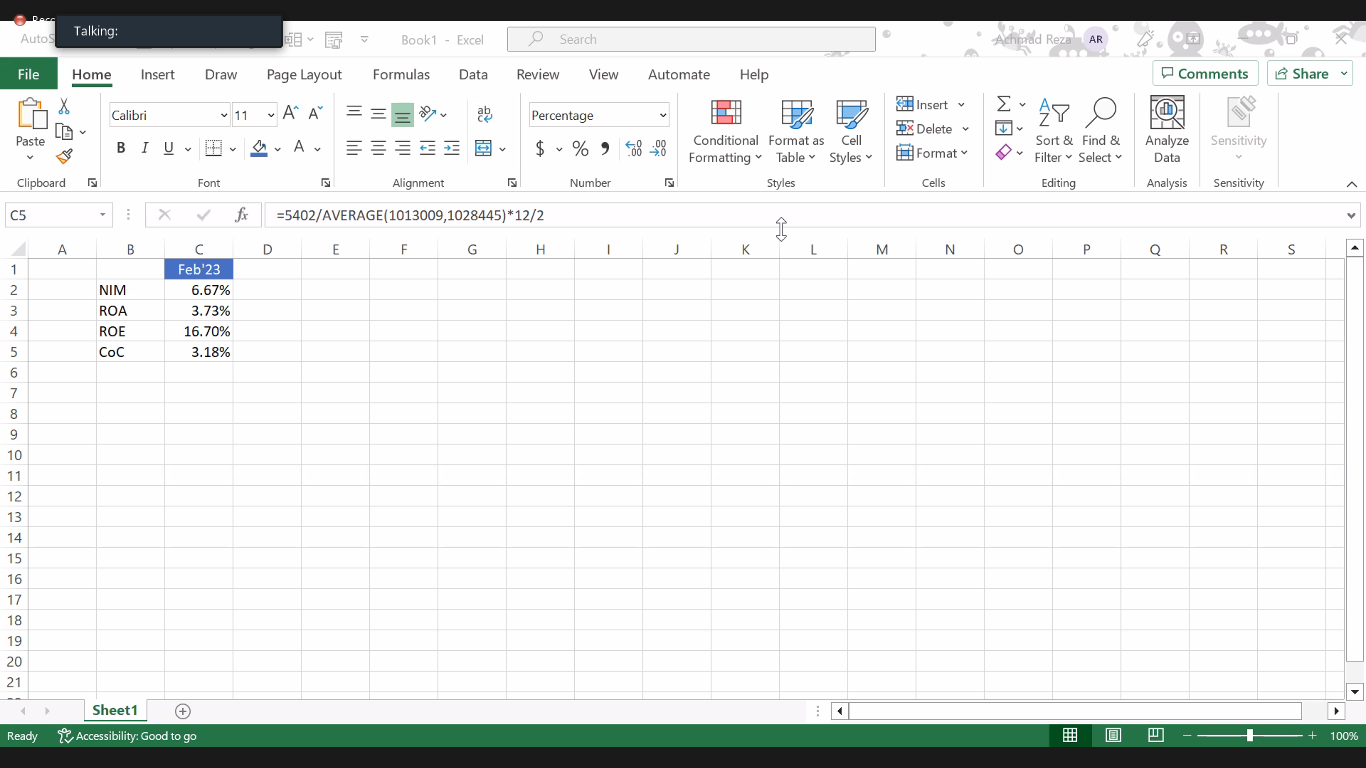 Talking:
Book1 - Excel
Search
Achmad Reza
AR
File Home Insert Draw Page Layout Formulas Data Review View Automate Help
Comments Share
Paste
Calibri 11
B I U
Percentage
$ %
Conditional Formatting
Format as Table
Cell Styles
Insert
Delete
Format
Sort & Filter
Find & Select
Analyze Data
Sensitivity
Clipboard Font Alignment Number Styles Cells Editing Analysis Sensitivity
C5 fx =5402/AVERAGE(1013009,1028445)*12/2
A B C D E F G H I J K L M N O P Q R S
1 Feb'23
2 NIM 6.67%
3 ROA 3.73%
4 ROE 16.70%
5 CoC 3.18%
6
7
8
9
10
11
12
13
14
15
16
17
18
19
20
21
Sheet1
Ready Accessibility: Good to go 100%